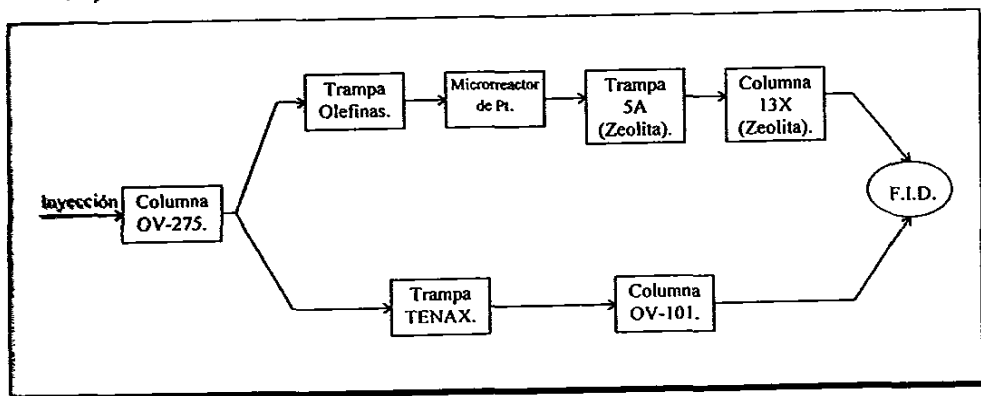 Trampa
Olefinas.
Microrreactor
de Pt.
Trampa
5A
(Zeolita).
Columna
13X
(Zeolita).
Inyección
Columna
OV-275.
F.I.D.
Trampa
TENAX.
Columna
OV-101.